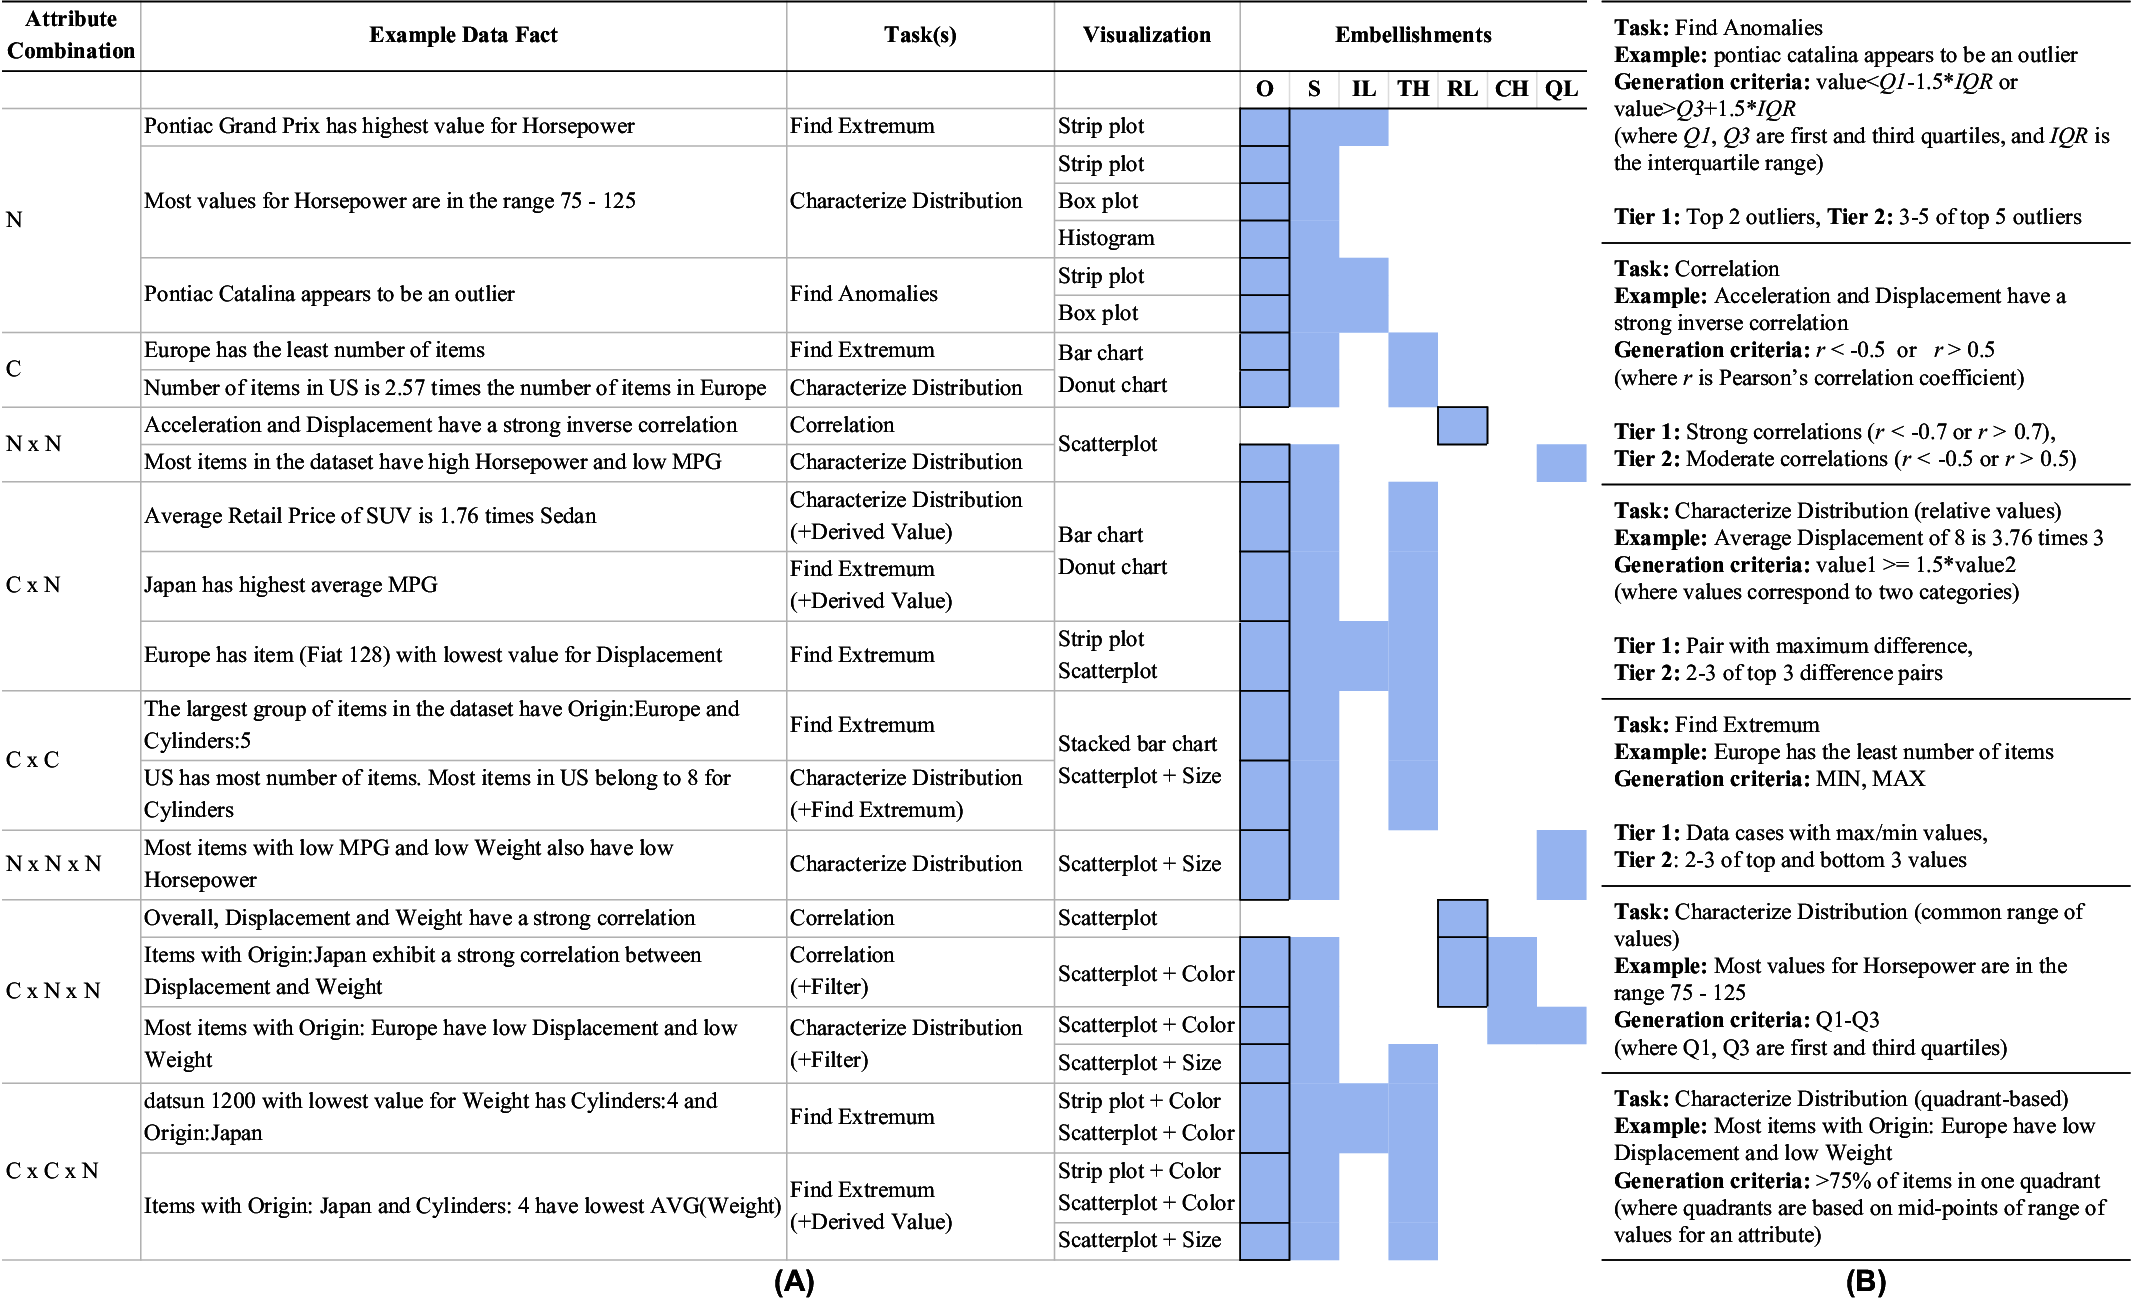 Attribute Combination
Example Data Fact
Task(s)
Visualization
Embellishments
O S IL TH RL CH QL
N
Pontiac Grand Prix has highest value for Horsepower
Find Extremum
Strip plot
Most values for Horsepower are in the range 75 - 125
Characterize Distribution
Strip plot
Box plot
Histogram
Pontiac Catalina appears to be an outlier
Find Anomalies
Strip plot
Box plot
C
Europe has the least number of items
Find Extremum
Bar chart
Donut chart
Number of items in US is 2.57 times the number of items in Europe
Characterize Distribution
N x N
Acceleration and Displacement have a strong inverse correlation
Correlation
Scatterplot
Most items in the dataset have high Horsepower and low MPG
Characterize Distribution
C x N
Average Retail Price of SUV is 1.76 times Sedan
Characterize Distribution
(+Derived Value)
Bar chart
Donut chart
Japan has highest average MPG
Find Extremum
(+Derived Value)
Europe has item (Fiat 128) with lowest value for Displacement
Find Extremum
Strip plot
Scatterplot
C x C
The largest group of items in the dataset have Origin:Europe and
Cylinders:5
Find Extremum
Stacked bar chart
Scatterplot + Size
US has most number of items. Most items in US belong to 8 for
Cylinders
Characterize Distribution
(+Find Extremum)
N x N x N
Most items with low MPG and low Weight also have low
Horsepower
Characterize Distribution
Scatterplot + Size
C x N x N
Overall, Displacement and Weight have a strong correlation
Correlation
Scatterplot
Items with Origin:Japan exhibit a strong correlation between
Displacement and Weight
Correlation
(+Filter)
Scatterplot + Color
Most items with Origin: Europe have low Displacement and low
Weight
Characterize Distribution
(+Filter)
Scatterplot + Color
Scatterplot + Size
C x C x N
datsun 1200 with lowest value for Weight has Cylinders:4 and
Origin:Japan
Find Extremum
Strip plot + Color
Scatterplot + Color
Items with Origin: Japan and Cylinders: 4 have lowest AVG(Weight)
Find Extremum
(+Derived Value)
Strip plot + Color
Scatterplot + Color
Scatterplot + Size
(A)
Task: Find Anomalies
Example: pontiac catalina appears to be an outlier
Generation criteria: value<Q1-1.5*IQR or
value>Q3+1.5*IQR
(where Q1, Q3 are first and third quartiles, and IQR is
the interquartile range)
Tier 1: Top 2 outliers, Tier 2: 3-5 of top 5 outliers
Task: Correlation
Example: Acceleration and Displacement have a
strong inverse correlation
Generation criteria: r < -0.5 or r > 0.5
(where r is Pearson's correlation coefficient)
Tier 1: Strong correlations (r < -0.7 or r > 0.7),
Tier 2: Moderate correlations (r < -0.5 or r > 0.5)
Task: Characterize Distribution (relative values)
Example: Average Displacement of 8 is 3.76 times 3
Generation criteria: value1 >= 1.5*value2
(where values correspond to two categories)
Tier 1: Pair with maximum difference,
Tier 2: 2-3 of top 3 difference pairs
Task: Find Extremum
Example: Europe has the least number of items
Generation criteria: MIN, MAX
Tier 1: Data cases with max/min values,
Tier 2: 2-3 of top and bottom 3 values
Task: Characterize Distribution (common range of
values)
Example: Most values for Horsepower are in the
range 75 - 125
Generation criteria: Q1-Q3
(where Q1, Q3 are first and third quartiles)
Task: Characterize Distribution (quadrant-based)
Example: Most items with Origin: Europe have low
Displacement and low Weight
Generation criteria: >75% of items in one quadrant
(where quadrants are based on mid-points of range of
values for an attribute)
(B)